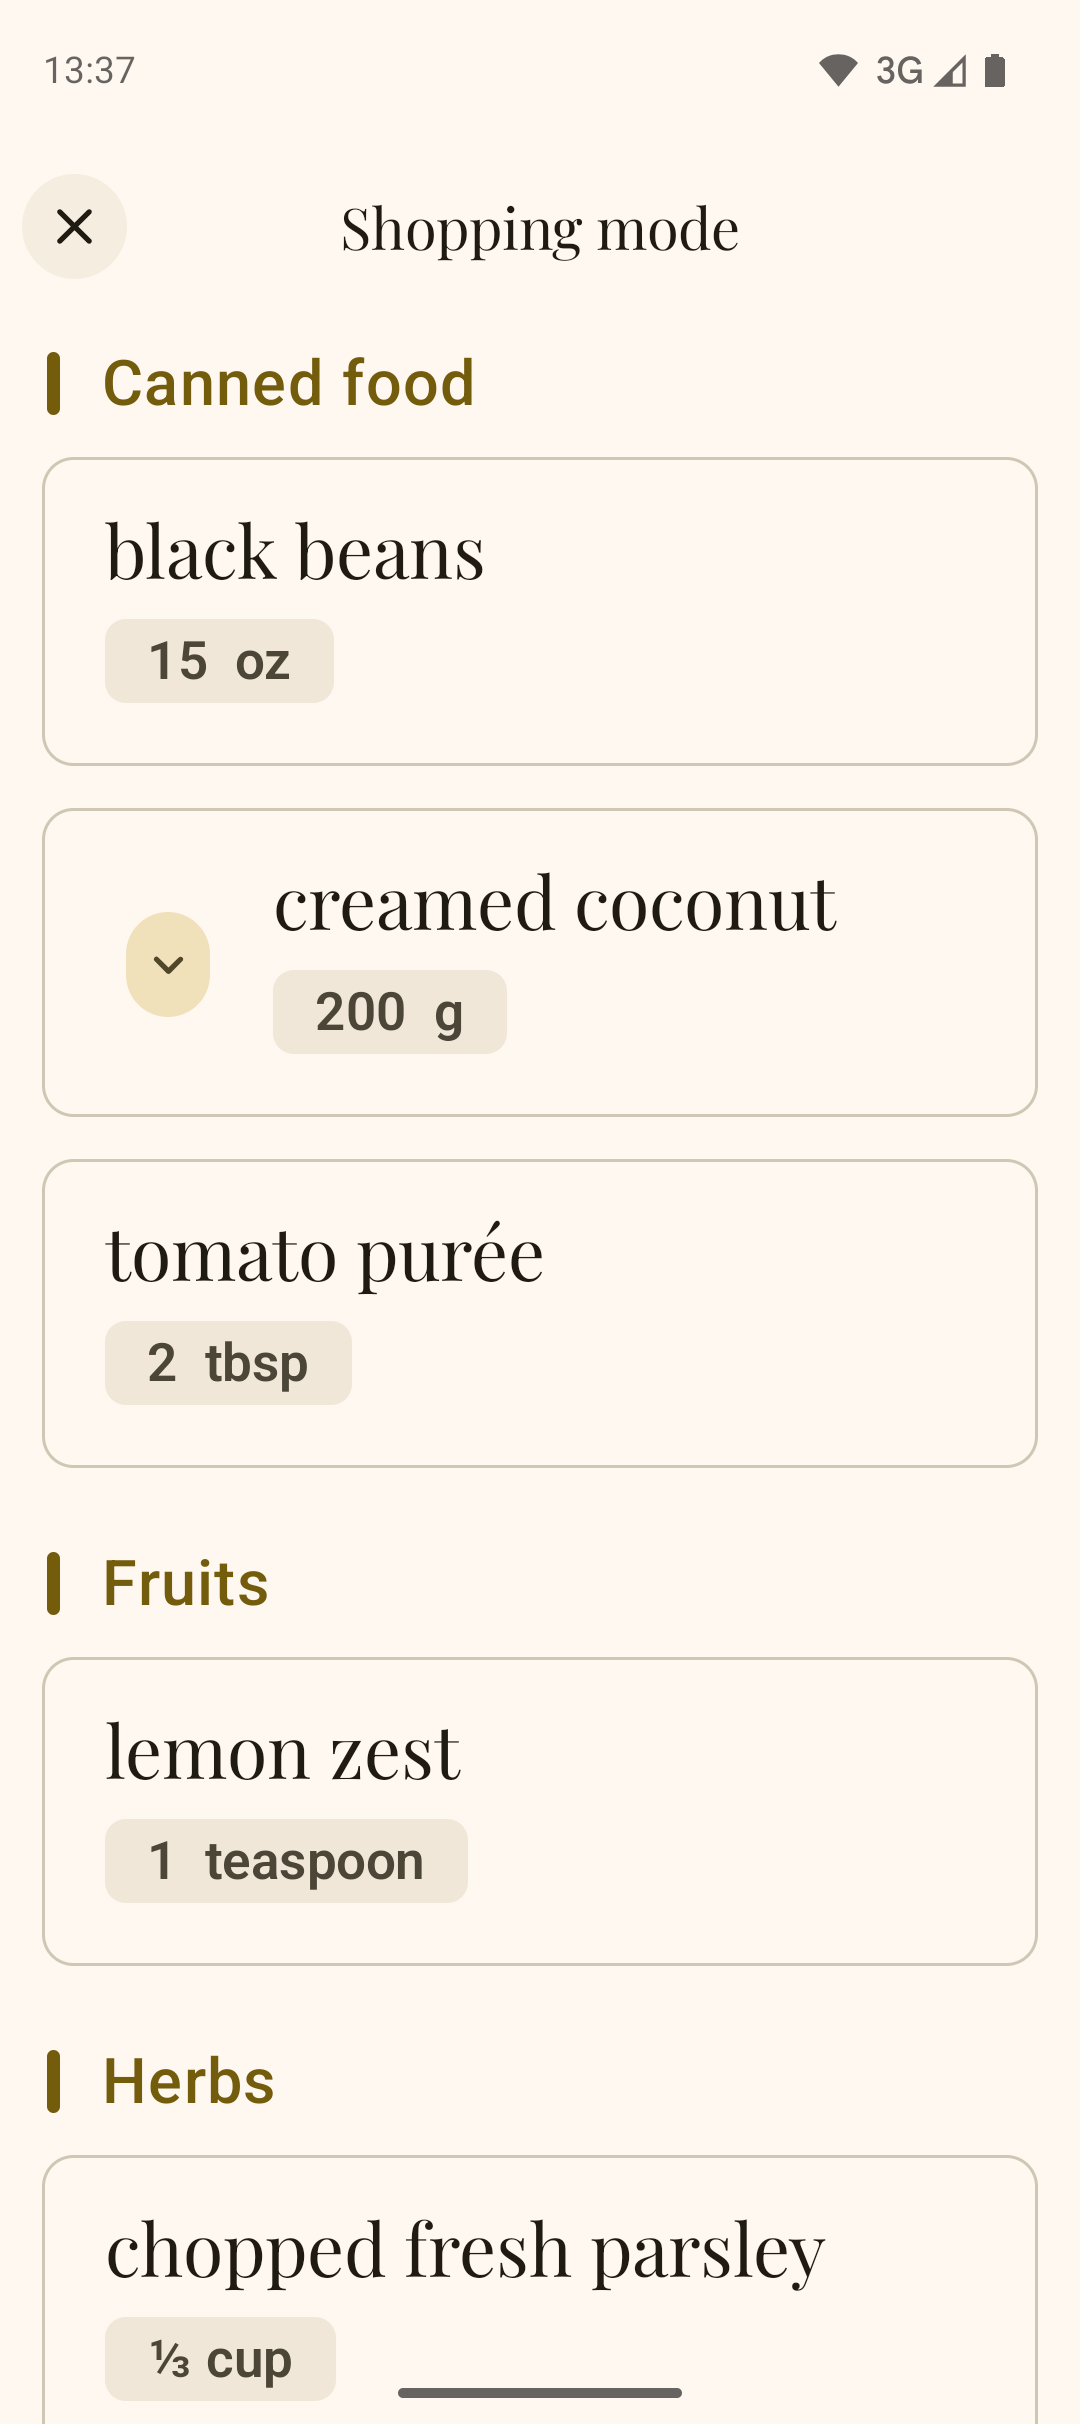 13:37
3G
Shopping mode
Canned food
black beans
15 oz
creamed coconut
200 g
tomato purée
2 tbsp
Fruits
lemon zest
1 teaspoon
Herbs
chopped fresh parsley
⅓ cup